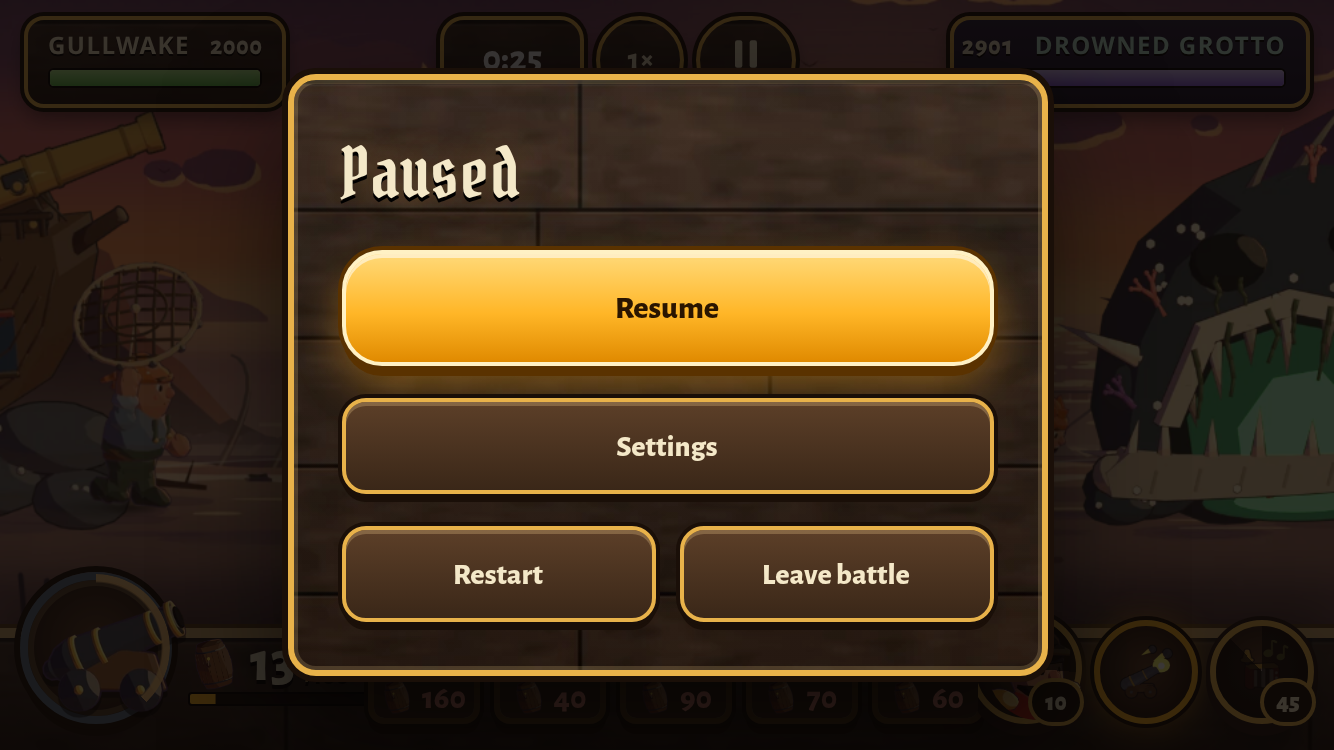 GULLWAKE 2000
0:25
1×
2901 DROWNED GROTTO
Paused
Resume
Settings
Restart
Leave battle
13
160
40
90
70
60
10
45